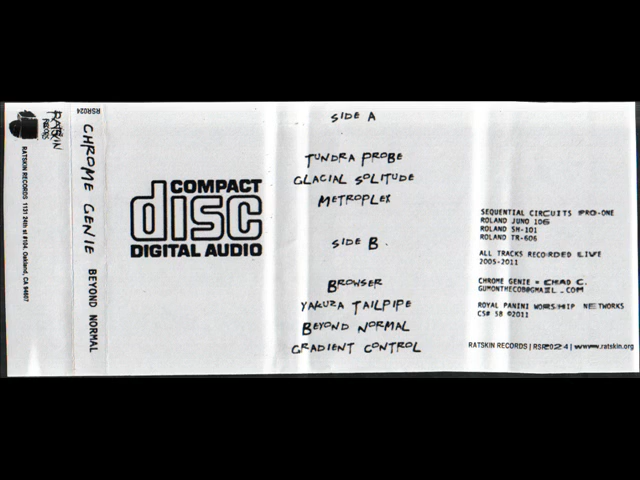 RATSKIN
RECORDS
RATSKIN RECORDS 1131 24th st #104, Oakland, CA 94607
RSR024
CHROME GENIE BEYOND NORMAL
COMPACT
disc
DIGITAL AUDIO
SIDE A
TUNDRA PROBE
GLACIAL SOLITUDE
METROPLEX
SIDE B.
BROWSER
YAKUZA TAILPIPE
BEYOND NORMAL
GRADIENT CONTROL
SEQUENTIAL CIRCUITS PRO-ONE
ROLAND JUNO 106
ROLAND SH-101
ROLAND TR-606
ALL TRACKS RECORDED LIVE
2005-2011
CHROME GENIE = CHAD C.
GUMONTHECOB@GMAIL.COM
ROYAL PANINI WORSHIP NETWORKS
CS# 58 ©2011
RATSKIN RECORDS | RSR024 | www.ratskin.org